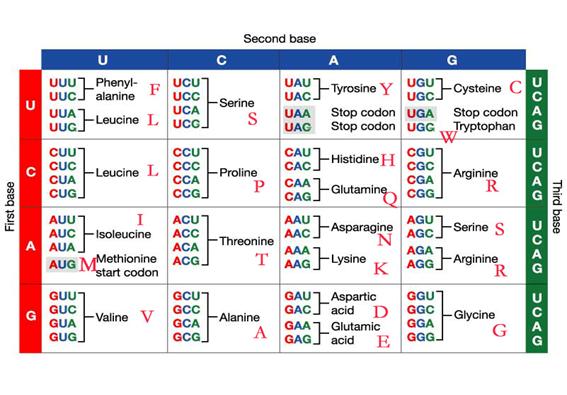 Second base
U C A G
First base
Third base
U
UUU
UUC
Phenyl-
alanine
F
UUA
UUG
Leucine
L
UCU
UCC
UCA
UCG
Serine
S
UAU
UAC
Tyrosine
Y
UAA Stop codon
UAG Stop codon
UGU
UGC
Cysteine
C
UGA Stop codon
UGG Tryptophan
W
U
C
A
G
C
CUU
CUC
CUA
CUG
Leucine
L
CCU
CCC
CCA
CCG
Proline
P
CAU
CAC
Histidine
H
CAA
CAG
Glutamine
Q
CGU
CGC
CGA
CGG
Arginine
R
U
C
A
G
A
AUU
AUC
AUA
Isoleucine
I
AUG
M
Methionine
start codon
ACU
ACC
ACA
ACG
Threonine
T
AAU
AAC
Asparagine
N
AAA
AAG
Lysine
K
AGU
AGC
Serine
S
AGA
AGG
Arginine
R
U
C
A
G
G
GUU
GUC
GUA
GUG
Valine
V
GCU
GCC
GCA
GCG
Alanine
A
GAU
GAC
Aspartic
acid
D
GAA
GAG
Glutamic
acid
E
GGU
GGC
GGA
GGG
Glycine
G
U
C
A
G